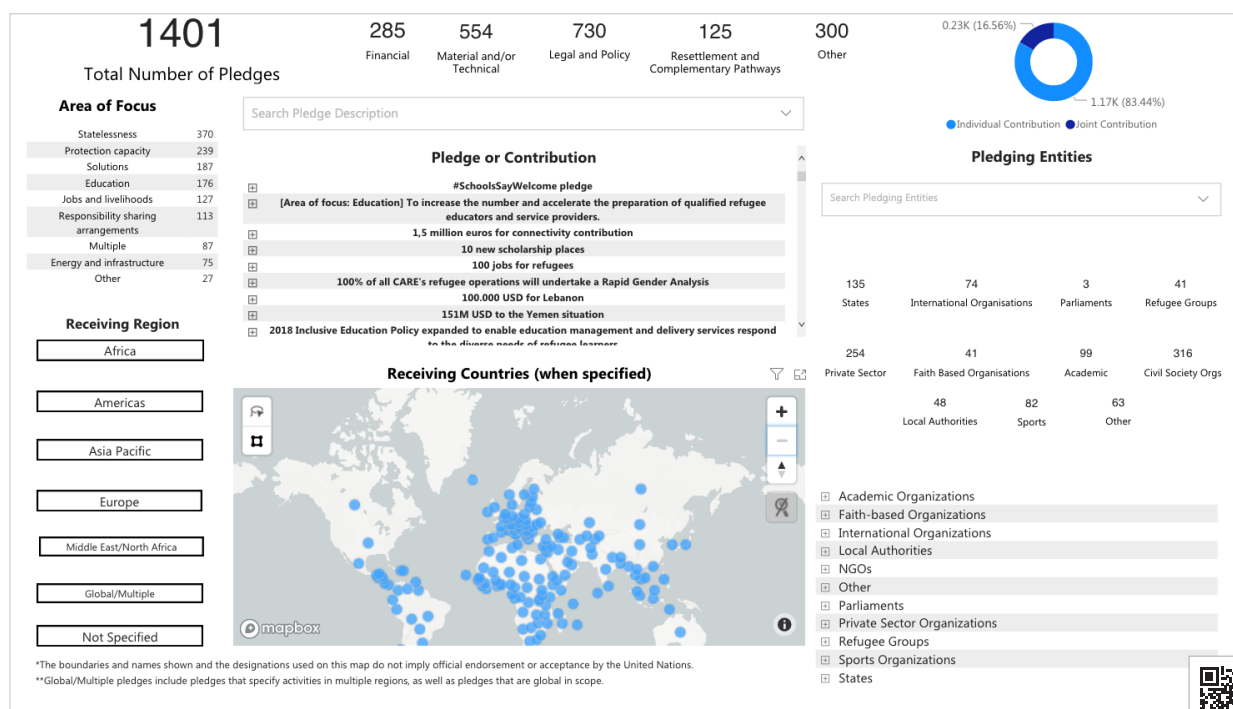 1401
Total Number of Pledges
285
Financial
554
Material and/or
Technical
730
Legal and Policy
125
Resettlement and
Complementary Pathways
300
Other
0.23K (16.56%)
1.17K (83.44%)
Individual Contribution Joint Contribution
Area of Focus
Statelessness 370
Protection capacity 239
Solutions 187
Education 176
Jobs and livelihoods 127
Responsibility sharing 113
arrangements
Multiple 87
Energy and infrastructure 75
Other 27
Search Pledge Description
Pledge or Contribution
#SchoolsSayWelcome pledge
[Area of focus: Education] To increase the number and accelerate the preparation of qualified refugee
educators and service providers.
1,5 million euros for connectivity contribution
10 new scholarship places
100 jobs for refugees
100% of all CARE's refugee operations will undertake a Rapid Gender Analysis
100.000 USD for Lebanon
151M USD to the Yemen situation
2018 Inclusive Education Policy expanded to enable education management and delivery services respond
to the diverse needs of refugee learners
Receiving Region
Africa
Americas
Asia Pacific
Europe
Middle East/North Africa
Global/Multiple
Not Specified
Receiving Countries (when specified)
mapbox
Pledging Entities
Search Pledging Entities
135
States
74
International Organisations
3
Parliaments
41
Refugee Groups
254
Private Sector
41
Faith Based Organisations
99
Academic
316
Civil Society Orgs
48
Local Authorities
82
Sports
63
Other
Academic Organizations
Faith-based Organizations
International Organizations
Local Authorities
NGOs
Other
Parliaments
Private Sector Organizations
Refugee Groups
Sports Organizations
States
*The boundaries and names shown and the designations used on this map do not imply official endorsement or acceptance by the United Nations.
**Global/Multiple pledges include pledges that specify activities in multiple regions, as well as pledges that are global in scope.